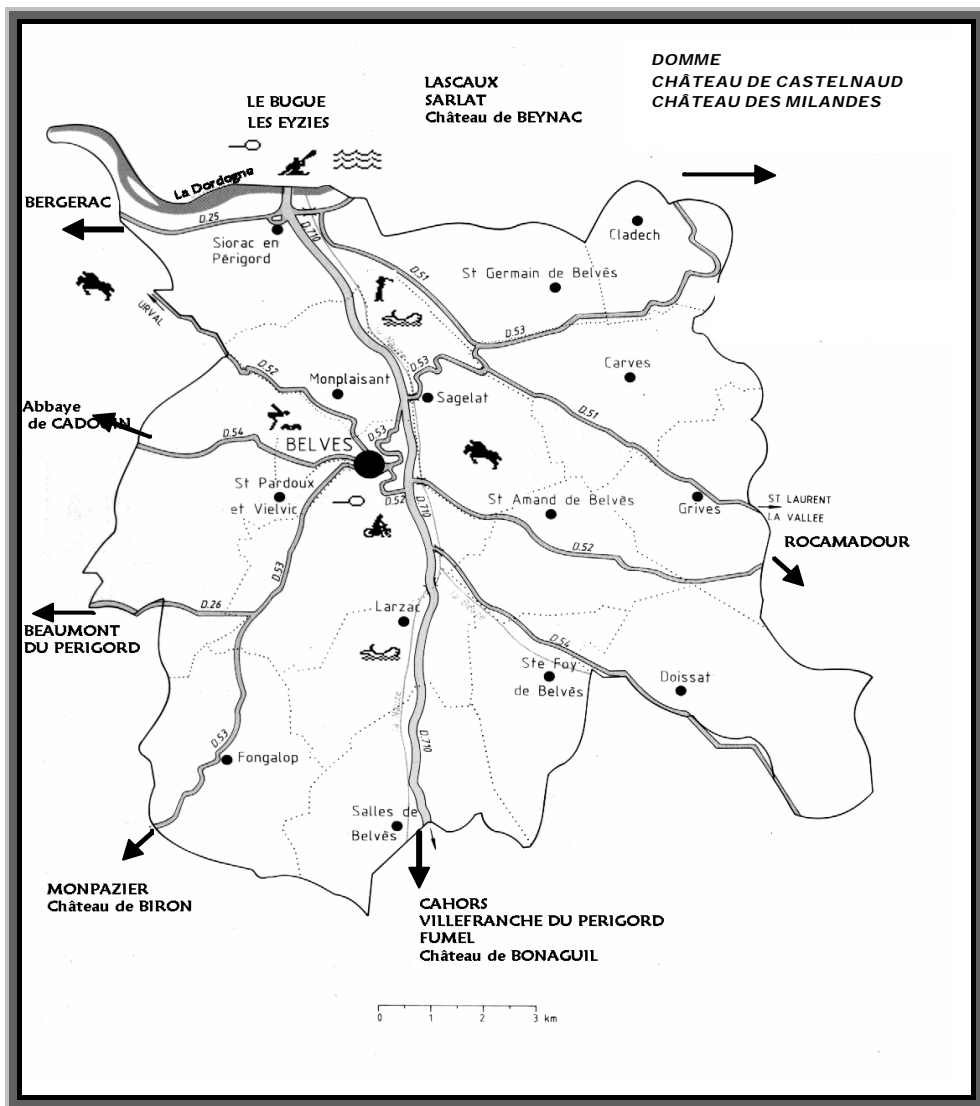 DOMME
CHÂTEAU DE CASTELNAUD
CHÂTEAU DES MILANDES
LASCAUX
SARLAT
Château de BEYNAC
LE BUGUE
LES EYZIES
La Dordogne
BERGERAC
D.25
D.710
Siorac en
Périgord
Cladech
St Germain de Belvès
D.51
URVAL
D.53
D.52
D.53
Carves
Monplaisant
Sagelat
D.51
Abbaye
de CADOUIN
D.54
BELVES
D.53
St Pardoux
et Vielvic
D.52
D.710
St Amand de Belvès
Grives
ST LAURENT
LA VALLEE
ROCAMADOUR
D.52
D.53
D.26
BEAUMONT
DU PERIGORD
Larzac
D.54
Ste Foy
de Belvès
Doissat
la Nauze
D.53
D.710
Fongalop
Salles de
Belvès
MONPAZIER
Château de BIRON
CAHORS
VILLEFRANCHE DU PERIGORD
FUMEL
Château de BONAGUIL
0 1 2 3 km